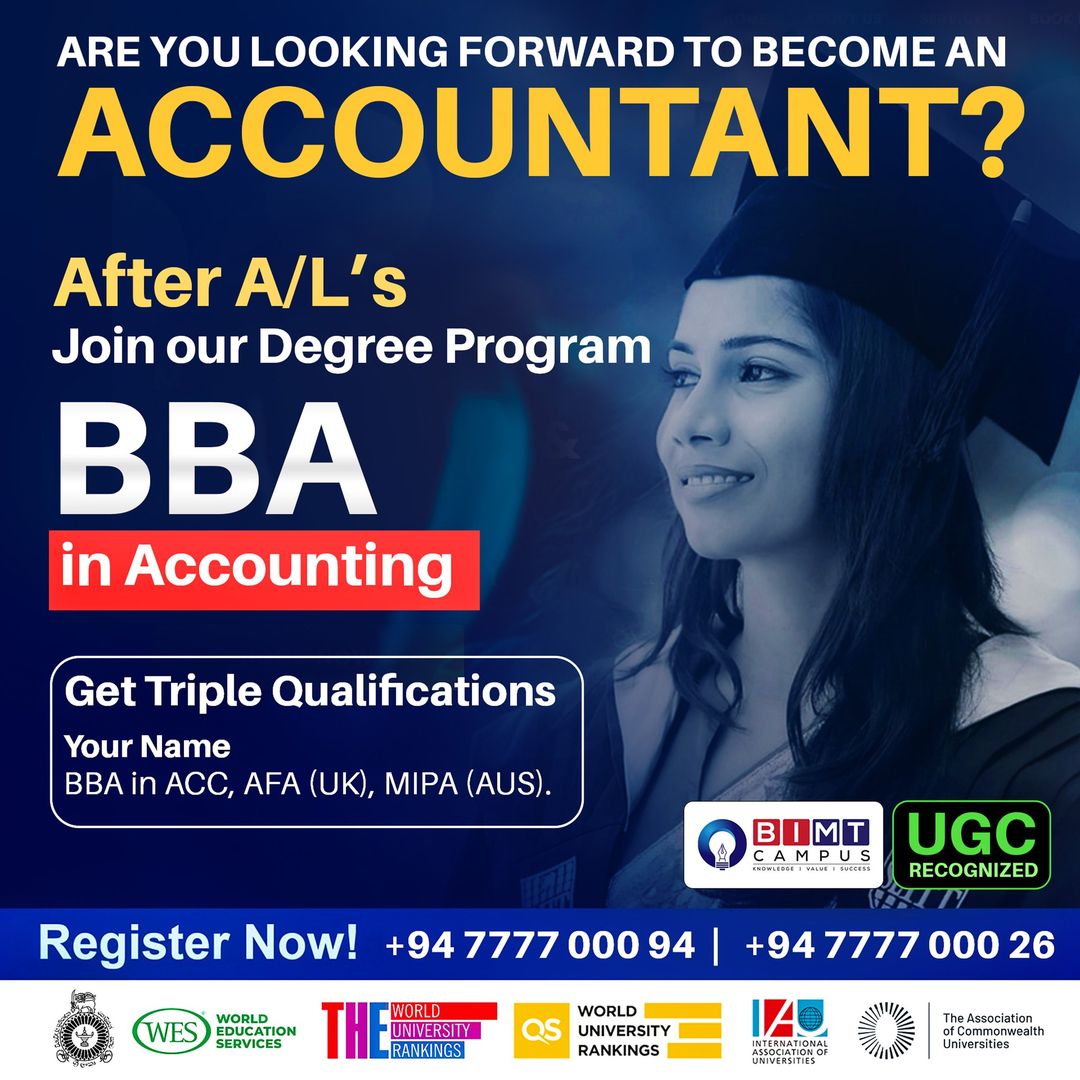 ARE YOU LOOKING FORWARD TO BECOME AN
ACCOUNTANT?
After A/L's
Join our Degree Program
BBA
in Accounting
Get Triple Qualifications
Your Name
BBA in ACC, AFA (UK), MIPA (AUS).
BIMT
CAMPUS
KNOWLEDGE | VALUE | SUCCESS
UGC
RECOGNIZED
Register Now! +94 7777 000 94 | +94 7777 000 26
WES
WORLD
EDUCATION
SERVICES
THE
WORLD
UNIVERSITY
RANKINGS
QS
WORLD
UNIVERSITY
RANKINGS
IAU
INTERNATIONAL
ASSOCIATION OF
UNIVERSITIES
The Association
of Commonwealth
Universities